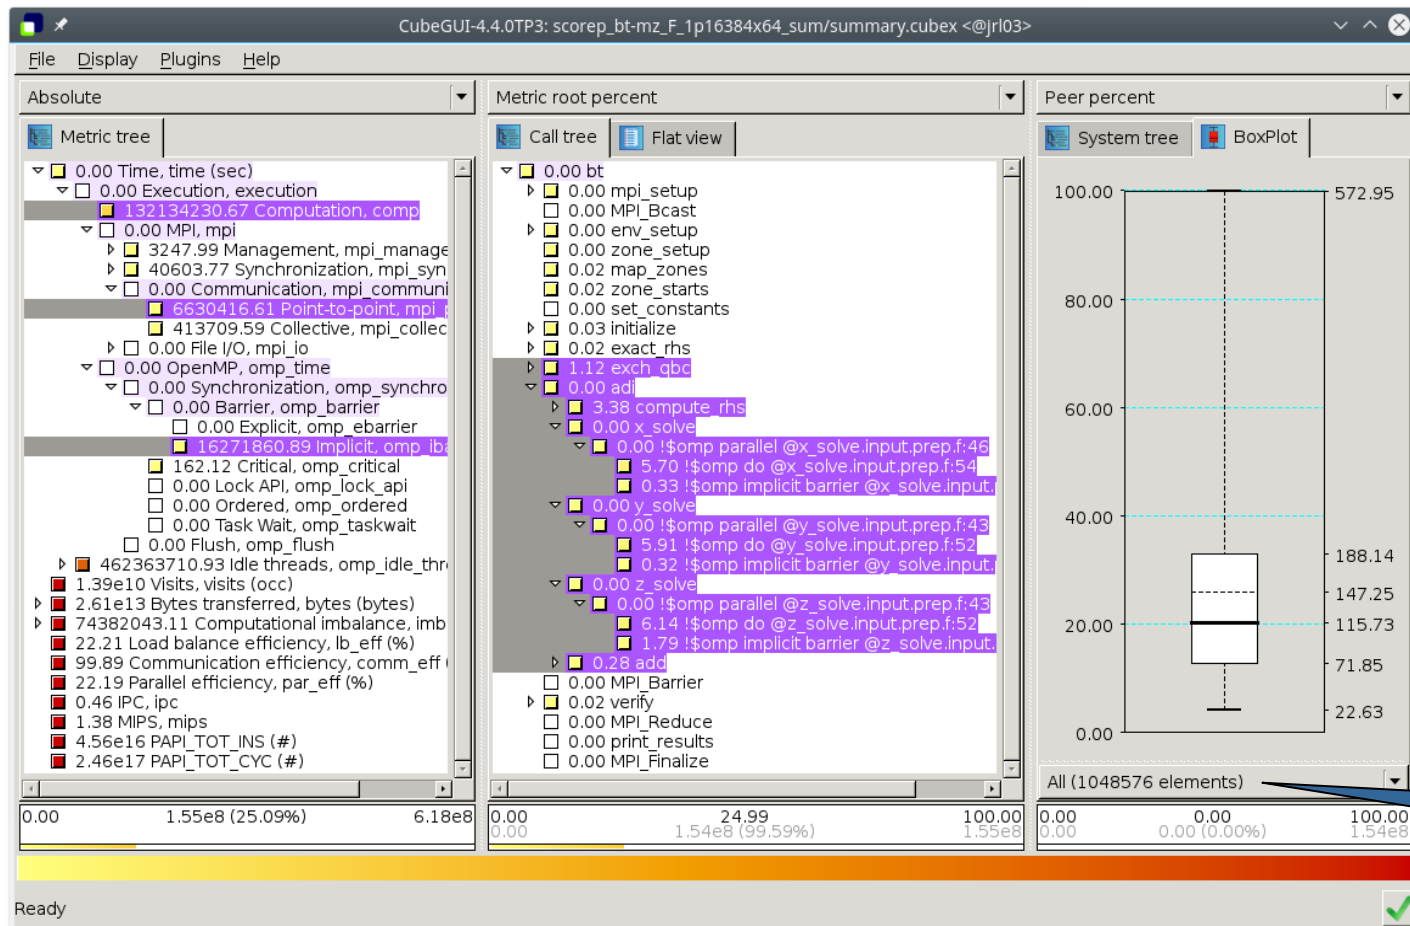 CubeGUI-4.4.0TP3: scorep_bt-mz_F_1p16384x64_sum/summary.cubex <@jrl03>
File Display Plugins Help
Absolute
Metric tree
0.00 Time, time (sec)
0.00 Execution, execution
132134230.67 Computation, comp
0.00 MPI, mpi
3247.99 Management, mpi_manage
40603.77 Synchronization, mpi_syn
0.00 Communication, mpi_communi
6630416.61 Point-to-point, mpi_p
413709.59 Collective, mpi_collec
0.00 File I/O, mpi_io
0.00 OpenMP, omp_time
0.00 Synchronization, omp_synchro
0.00 Barrier, omp_barrier
0.00 Explicit, omp_ebarrier
16271860.89 Implicit, omp_iba
162.12 Critical, omp_critical
0.00 Lock API, omp_lock_api
0.00 Ordered, omp_ordered
0.00 Task Wait, omp_taskwait
0.00 Flush, omp_flush
462363710.93 Idle threads, omp_idle_thr
1.39e10 Visits, visits (occ)
2.61e13 Bytes transferred, bytes (bytes)
74382043.11 Computational imbalance, imb
22.21 Load balance efficiency, lb_eff (%)
99.89 Communication efficiency, comm_eff (
22.19 Parallel efficiency, par_eff (%)
0.46 IPC, ipc
1.38 MIPS, mips
4.56e16 PAPI_TOT_INS (#)
2.46e17 PAPI_TOT_CYC (#)
0.00 1.55e8 (25.09%) 6.18e8
Metric root percent
Call tree Flat view
0.00 bt
0.00 mpi_setup
0.00 MPI_Bcast
0.00 env_setup
0.00 zone_setup
0.02 map_zones
0.02 zone_starts
0.00 set_constants
0.03 initialize
0.02 exact_rhs
1.12 exch_qbc
0.00 adi
3.38 compute_rhs
0.00 x_solve
0.00 !$omp parallel @x_solve.input.prep.f:46
5.70 !$omp do @x_solve.input.prep.f:54
0.33 !$omp implicit barrier @x_solve.input.
0.00 y_solve
0.00 !$omp parallel @y_solve.input.prep.f:43
5.91 !$omp do @y_solve.input.prep.f:52
0.32 !$omp implicit barrier @y_solve.input.
0.00 z_solve
0.00 !$omp parallel @z_solve.input.prep.f:43
6.14 !$omp do @z_solve.input.prep.f:52
1.79 !$omp implicit barrier @z_solve.input.
0.28 add
0.00 MPI_Barrier
0.02 verify
0.00 MPI_Reduce
0.00 print_results
0.00 MPI_Finalize
0.00 24.99 100.00
0.00 1.54e8 (99.59%) 1.55e8
Peer percent
System tree BoxPlot
100.00 572.95
80.00
60.00
40.00
188.14
147.25
20.00 115.73
71.85
22.63
0.00
All (1048576 elements)
0.00 0.00 100.00
0.00 0.00 (0.00%) 1.54e8
Ready